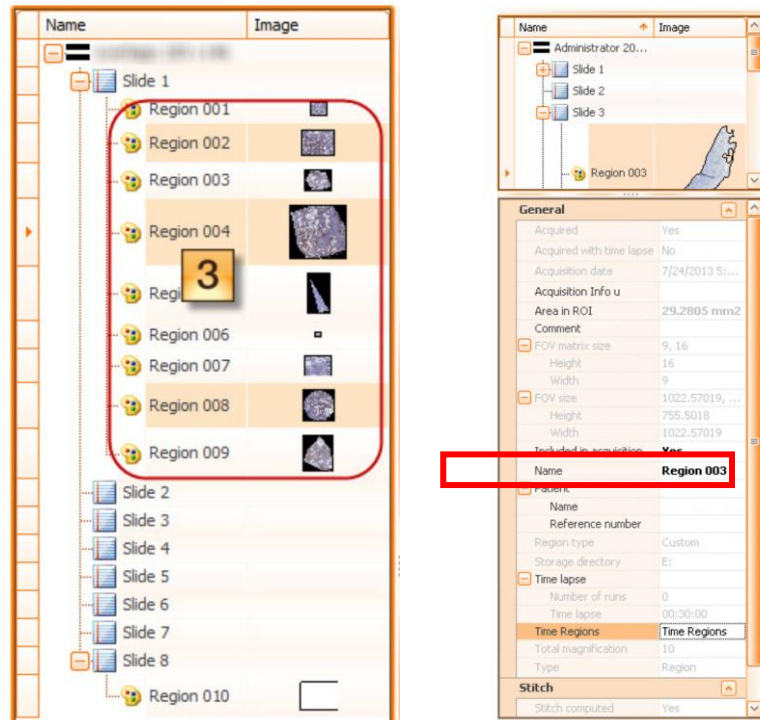 Name Image
Slide 1
Region 001
Region 002
Region 003
Region 004
3
Region 006
Region 007
Region 008
Region 009
Slide 2
Slide 3
Slide 4
Slide 5
Slide 6
Slide 7
Slide 8
Region 010
Name Image
Administrator 20...
Slide 1
Slide 2
Slide 3
Region 003
General
Acquired Yes
Acquired with time lapse No
Acquisition date 7/24/2013 5:...
Acquisition Info u
Area in ROI 29.2805 mm2
Comment
FOV matrix size 9, 16
Height 16
Width 9
FOV size 1022.57019, ...
Height 755.5018
Width 1022.57019
Included in acquisition Yes
Name Region 003
Patient
Name
Reference number
Region type Custom
Storage directory E:
Time lapse
Number of runs 0
Time lapse 00:30:00
Time Regions Time Regions
Total magnification 10
Type Region
Stitch
Stitch computed Yes